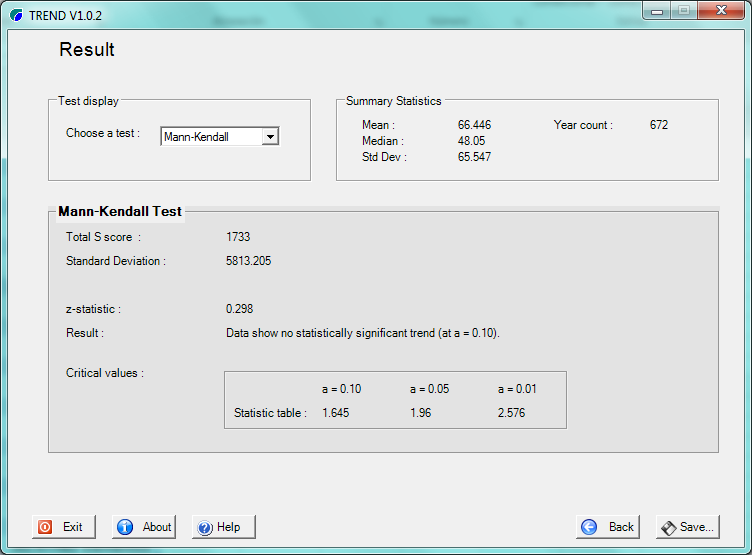 TREND V1.0.2
Result
Test display
Choose a test :
Mann-Kendall
Summary Statistics
Mean : 66.446 Year count : 672
Median : 48.05
Std Dev : 65.547
Mann-Kendall Test
Total S score : 1733
Standard Deviation : 5813.205
z-statistic : 0.298
Result : Data show no statistically significant trend (at a = 0.10).
Critical values :
a = 0.10 a = 0.05 a = 0.01
Statistic table : 1.645 1.96 2.576
Exit About Help Back Save...